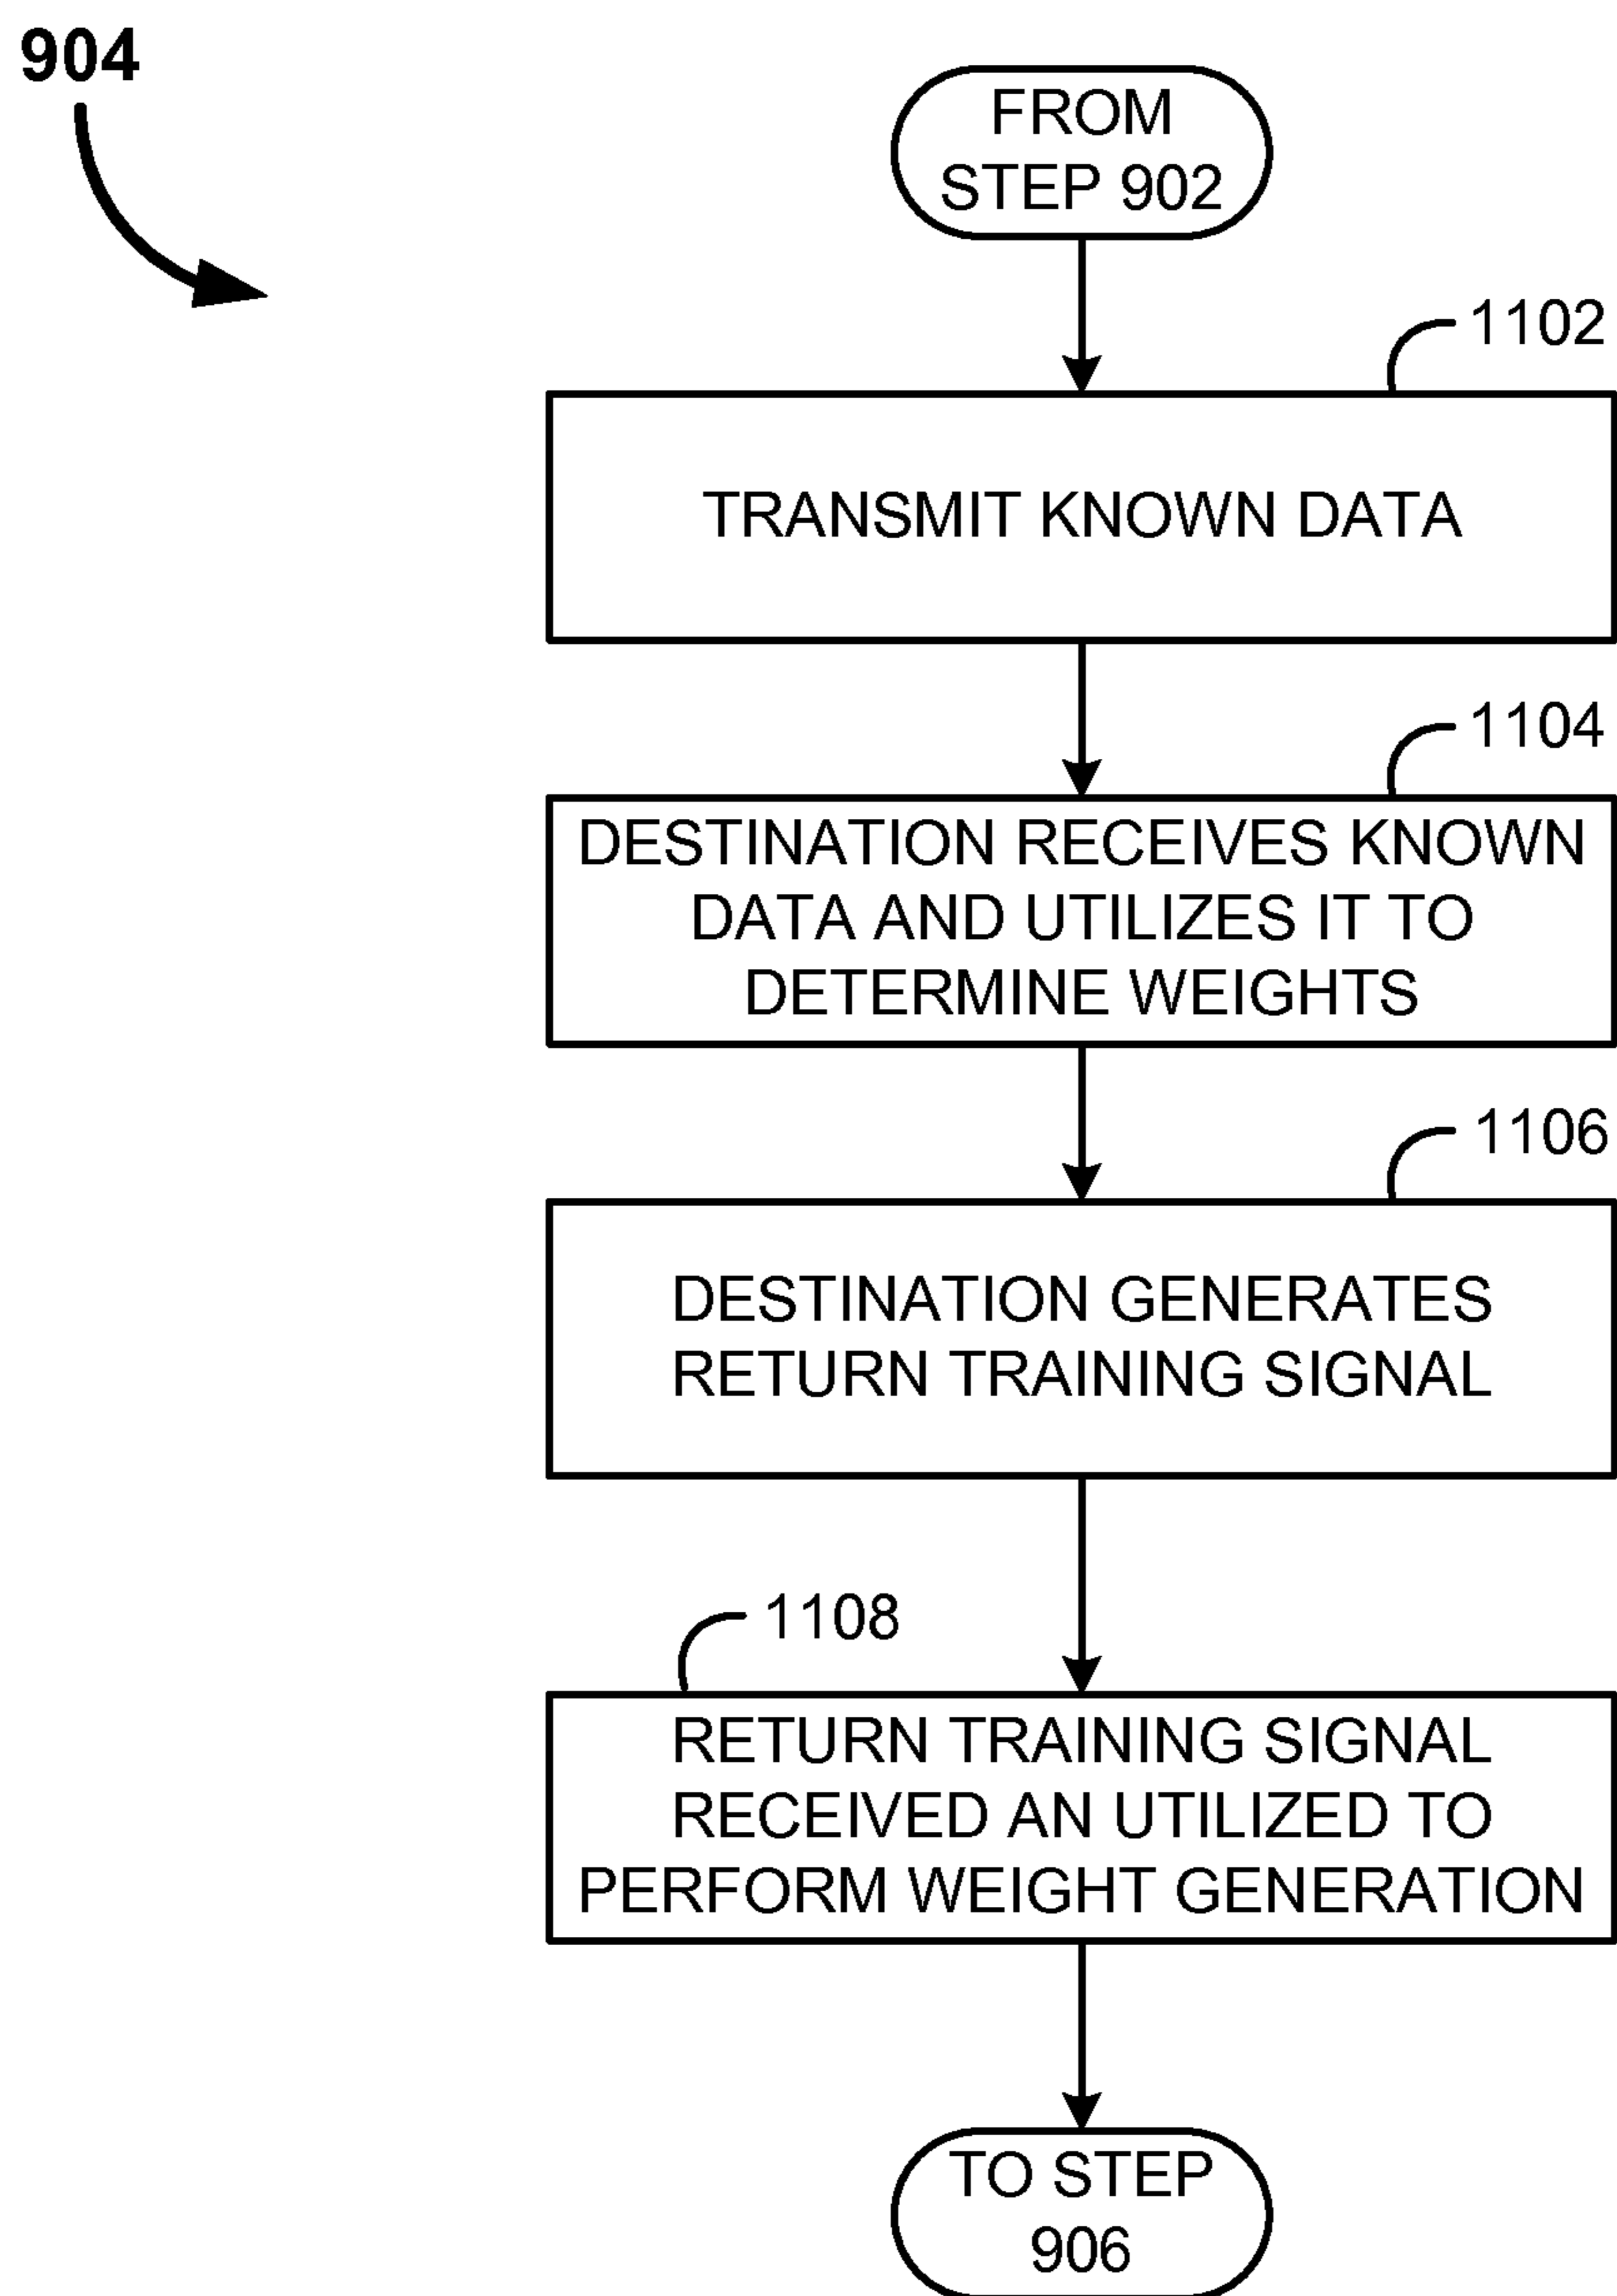 904
FROM
STEP 902
1102
TRANSMIT KNOWN DATA
1104
DESTINATION RECEIVES KNOWN
DATA AND UTILIZES IT TO
DETERMINE WEIGHTS
1106
DESTINATION GENERATES
RETURN TRAINING SIGNAL
1108
RETURN TRAINING SIGNAL
RECEIVED AN UTILIZED TO
PERFORM WEIGHT GENERATION
TO STEP
906